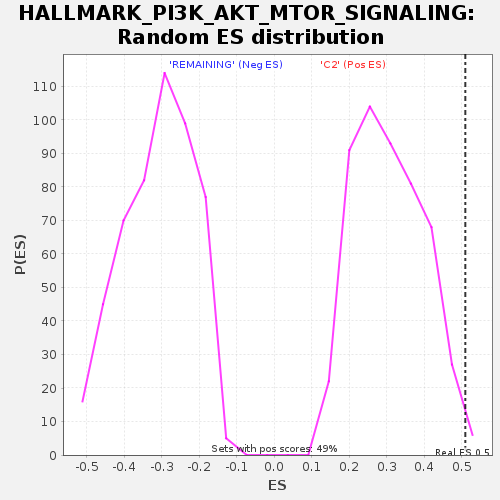 HALLMARK_PI3K_AKT_MTOR_SIGNALING:
Random ES distribution
'REMAINING' (Neg ES) 'C2' (Pos ES)
110
100
90
80
70
60
50
40
30
20
10
0
P(ES)
Sets with pos scores: 49%
Real ES 0.5
-0.5 -0.4 -0.3 -0.2 -0.1 0.0 0.1 0.2 0.3 0.4 0.5
ES